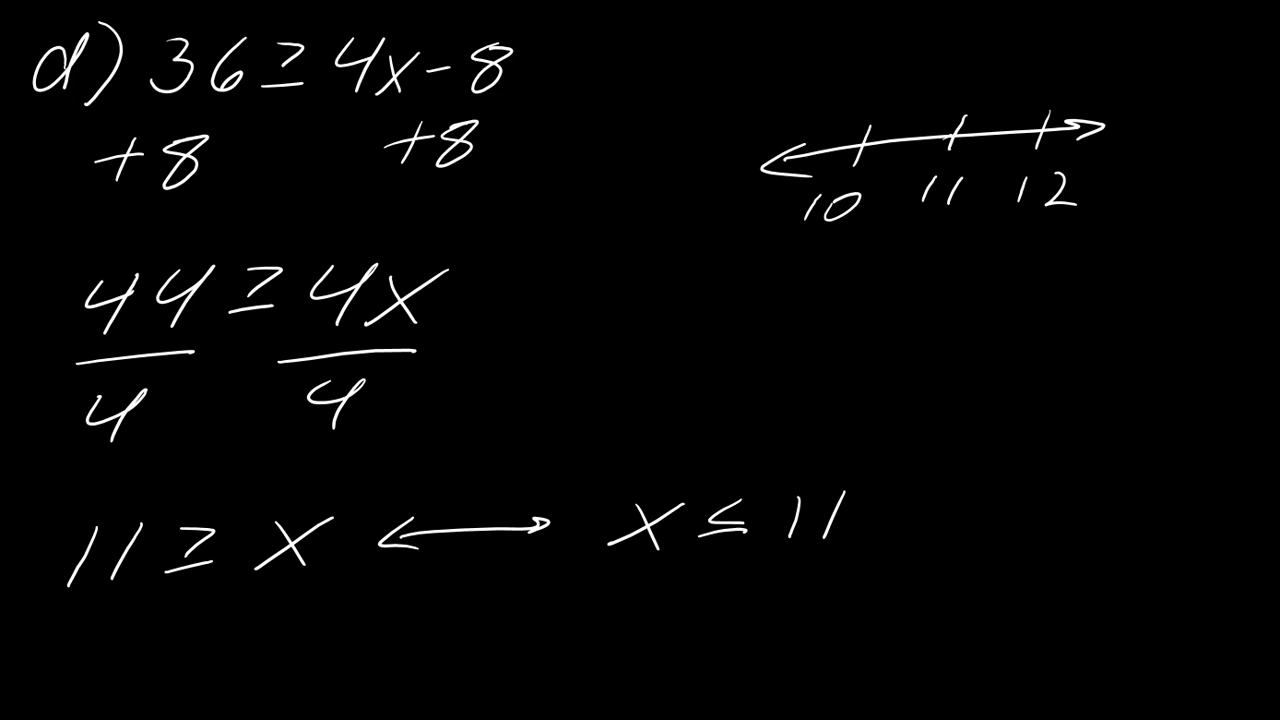 d) 36 ≥ 4x - 8
+8 +8
10 11 12
44 ≥ 4x
4 4
11 ≥ x ⟷ x ≤ 11